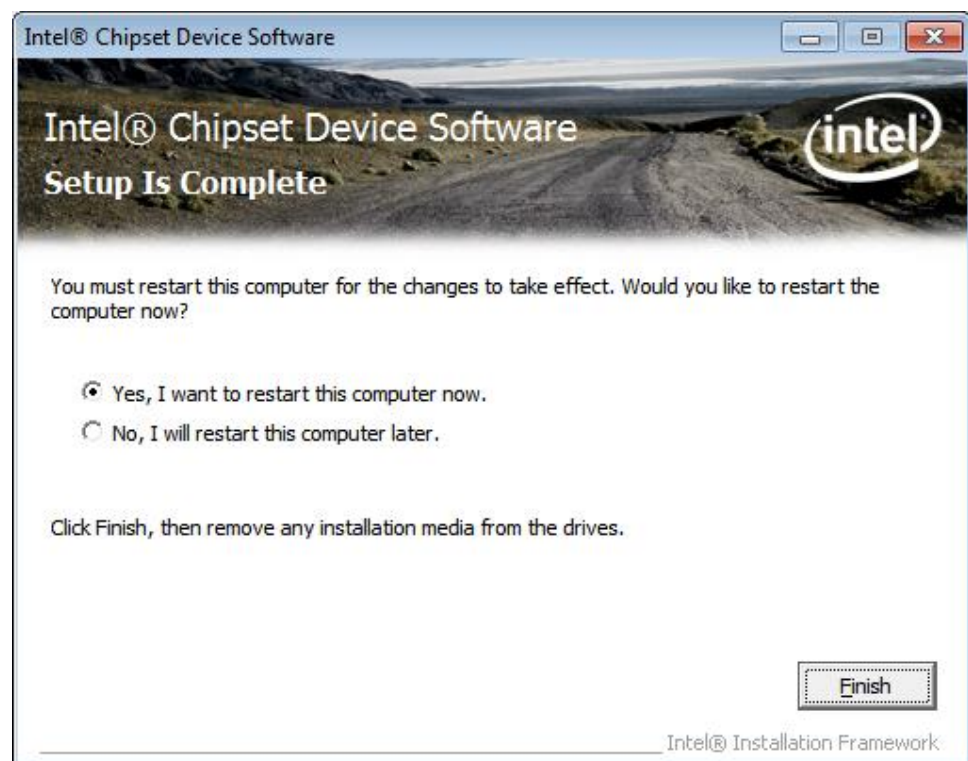 Intel® Chipset Device Software
Intel® Chipset Device Software
intel
Setup Is Complete
You must restart this computer for the changes to take effect. Would you like to restart the
computer now?
Yes, I want to restart this computer now.
No, I will restart this computer later.
Click Finish, then remove any installation media from the drives.
Finish
Intel® Installation Framework